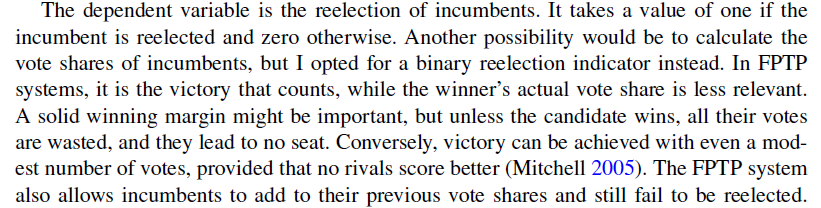 The dependent variable is the reelection of incumbents. It takes a value of one if the
incumbent is reelected and zero otherwise. Another possibility would be to calculate the
vote shares of incumbents, but I opted for a binary reelection indicator instead. In FPTP
systems, it is the victory that counts, while the winner's actual vote share is less relevant.
A solid winning margin might be important, but unless the candidate wins, all their votes
are wasted, and they lead to no seat. Conversely, victory can be achieved with even a mod-
est number of votes, provided that no rivals score better (Mitchell 2005). The FPTP system
also allows incumbents to add to their previous vote shares and still fail to be reelected.